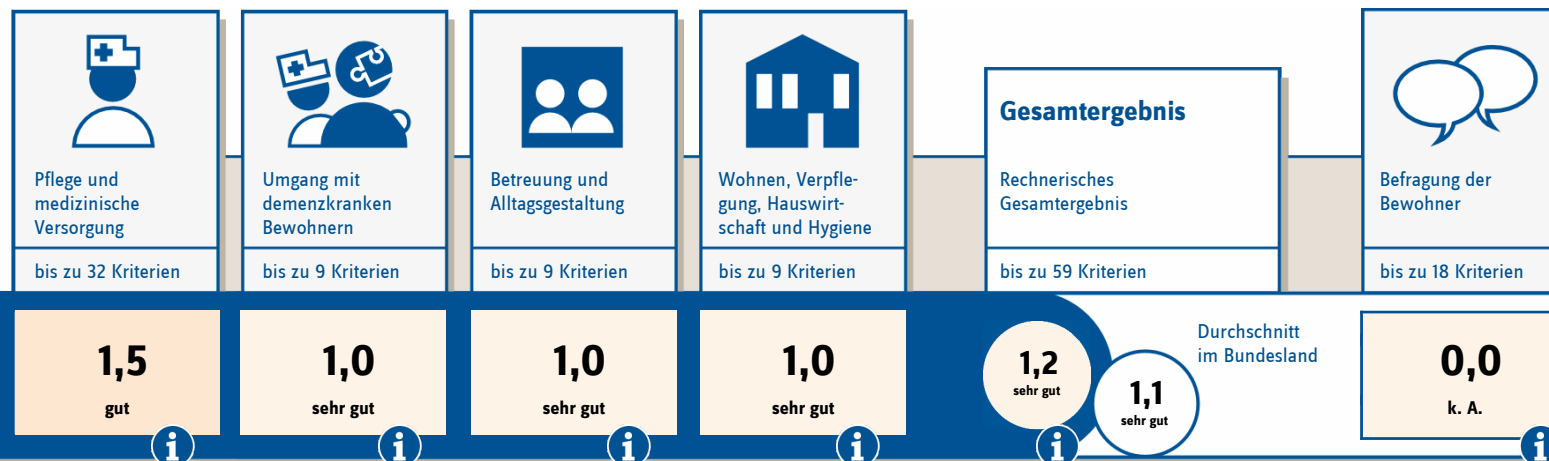 Pflege und
medizinische
Versorgung
bis zu 32 Kriterien
1,5
gut
i
Umgang mit
demenzkranken
Bewohnern
bis zu 9 Kriterien
1,0
sehr gut
i
Betreuung und
Alltagsgestaltung
bis zu 9 Kriterien
1,0
sehr gut
i
Wohnen, Verpfle-
gung, Hauswirt-
schaft und Hygiene
bis zu 9 Kriterien
1,0
sehr gut
i
Gesamtergebnis
Rechnerisches
Gesamtergebnis
bis zu 59 Kriterien
1,2
sehr gut
i
Durchschnitt
im Bundesland
1,1
sehr gut
Befragung der
Bewohner
bis zu 18 Kriterien
0,0
k. A.
i